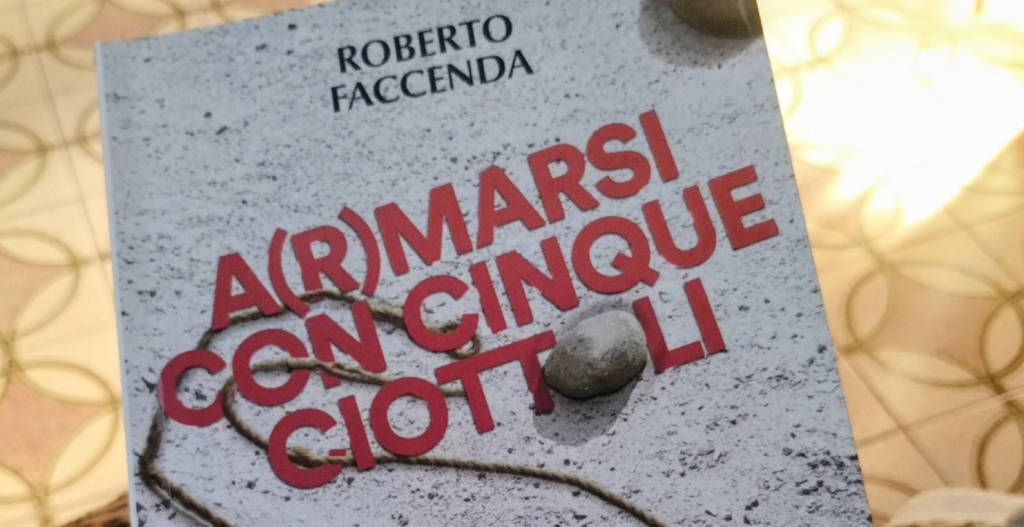 ROBERTO
FACCENDA
A(R)MARSI
CON CINQUE
CIOTTOLI